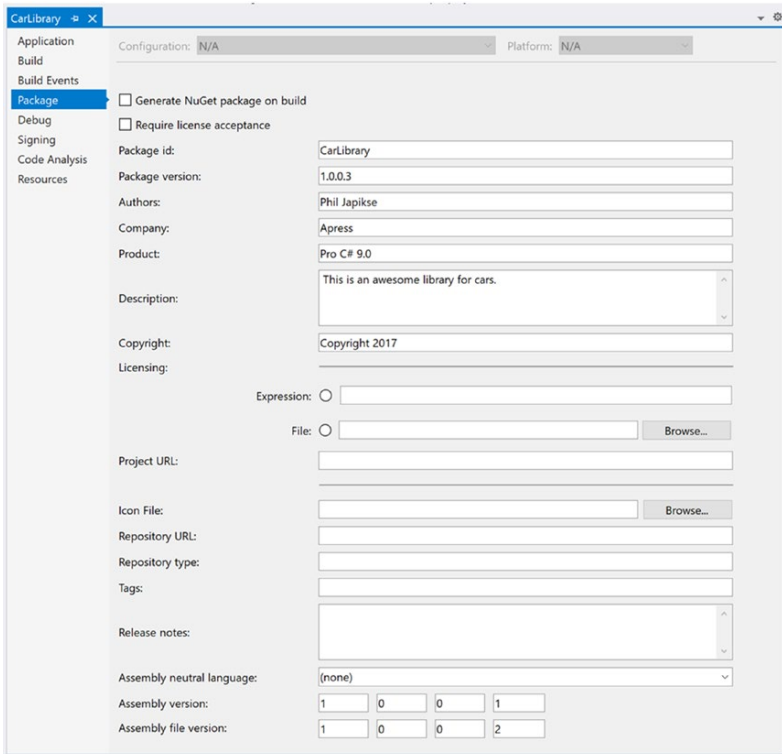 CarLibrary
Application
Build
Build Events
Package
Debug
Signing
Code Analysis
Resources
Configuration: N/A Platform: N/A
Generate NuGet package on build
Require license acceptance
Package id: CarLibrary
Package version: 1.0.0.3
Authors: Phil Japikse
Company: Apress
Product: Pro C# 9.0
Description: This is an awesome library for cars.
Copyright: Copyright 2017
Licensing:
Expression:
File: Browse...
Project URL:
Icon File: Browse...
Repository URL:
Repository type:
Tags:
Release notes:
Assembly neutral language: (none)
Assembly version: 1 0 0 1
Assembly file version: 1 0 0 2